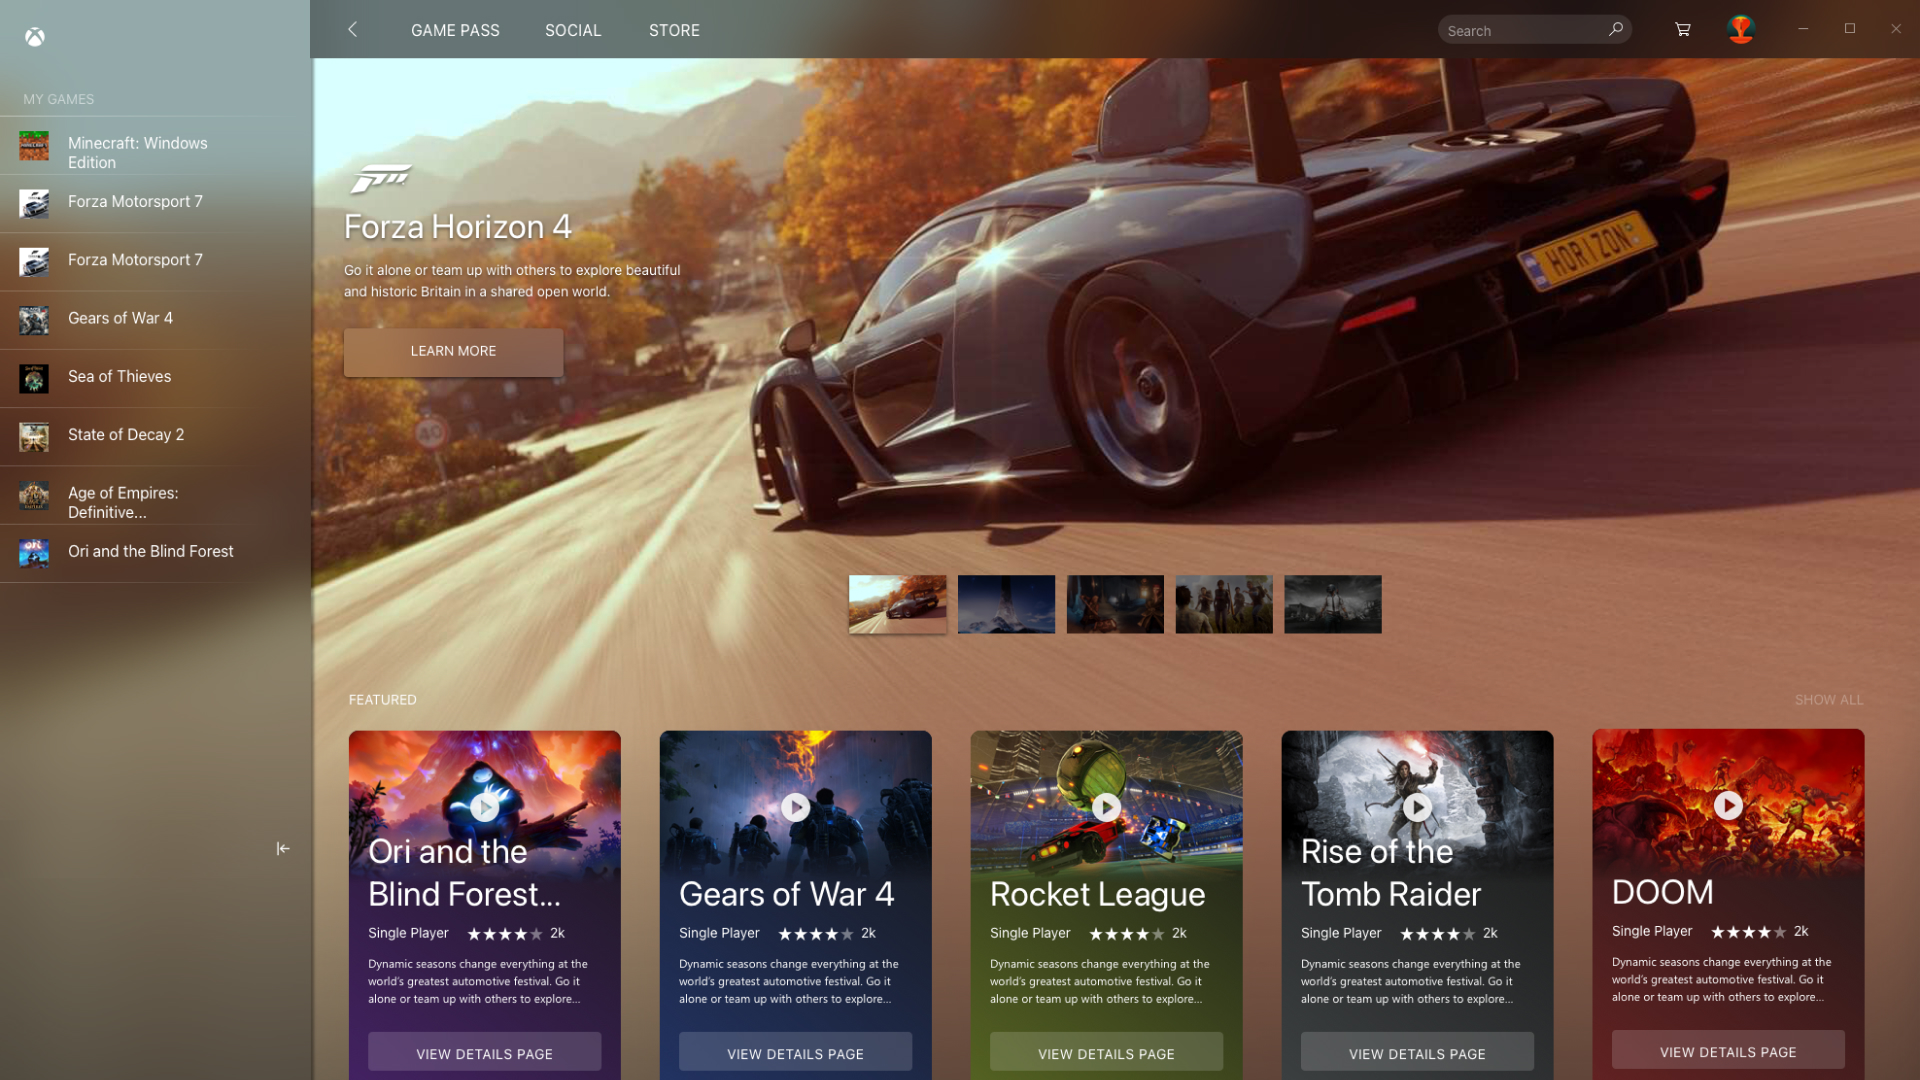 GAME PASS
SOCIAL
STORE
Search
MY GAMES
Minecraft: Windows
Edition
Forza Motorsport 7
Forza Motorsport 7
Gears of War 4
Sea of Thieves
State of Decay 2
Age of Empires:
Definitive...
Ori and the Blind Forest
Forza Horizon 4
Go it alone or team up with others to explore beautiful
and historic Britain in a shared open world.
LEARN MORE
40
HORIZON
FEATURED
SHOW ALL
Ori and the
Blind Forest...
Single Player
2k
Dynamic seasons change everything at the
world's greatest automotive festival. Go it
alone or team up with others to explore...
VIEW DETAILS PAGE
Gears of War 4
Single Player
2k
Dynamic seasons change everything at the
world's greatest automotive festival. Go it
alone or team up with others to explore...
VIEW DETAILS PAGE
Rocket League
Single Player
2k
Dynamic seasons change everything at the
world's greatest automotive festival. Go it
alone or team up with others to explore...
VIEW DETAILS PAGE
Rise of the
Tomb Raider
Single Player
2k
Dynamic seasons change everything at the
world's greatest automotive festival. Go it
alone or team up with others to explore...
VIEW DETAILS PAGE
DOOM
Single Player
2k
Dynamic seasons change everything at the
world's greatest automotive festival. Go it
alone or team up with others to explore...
VIEW DETAILS PAGE